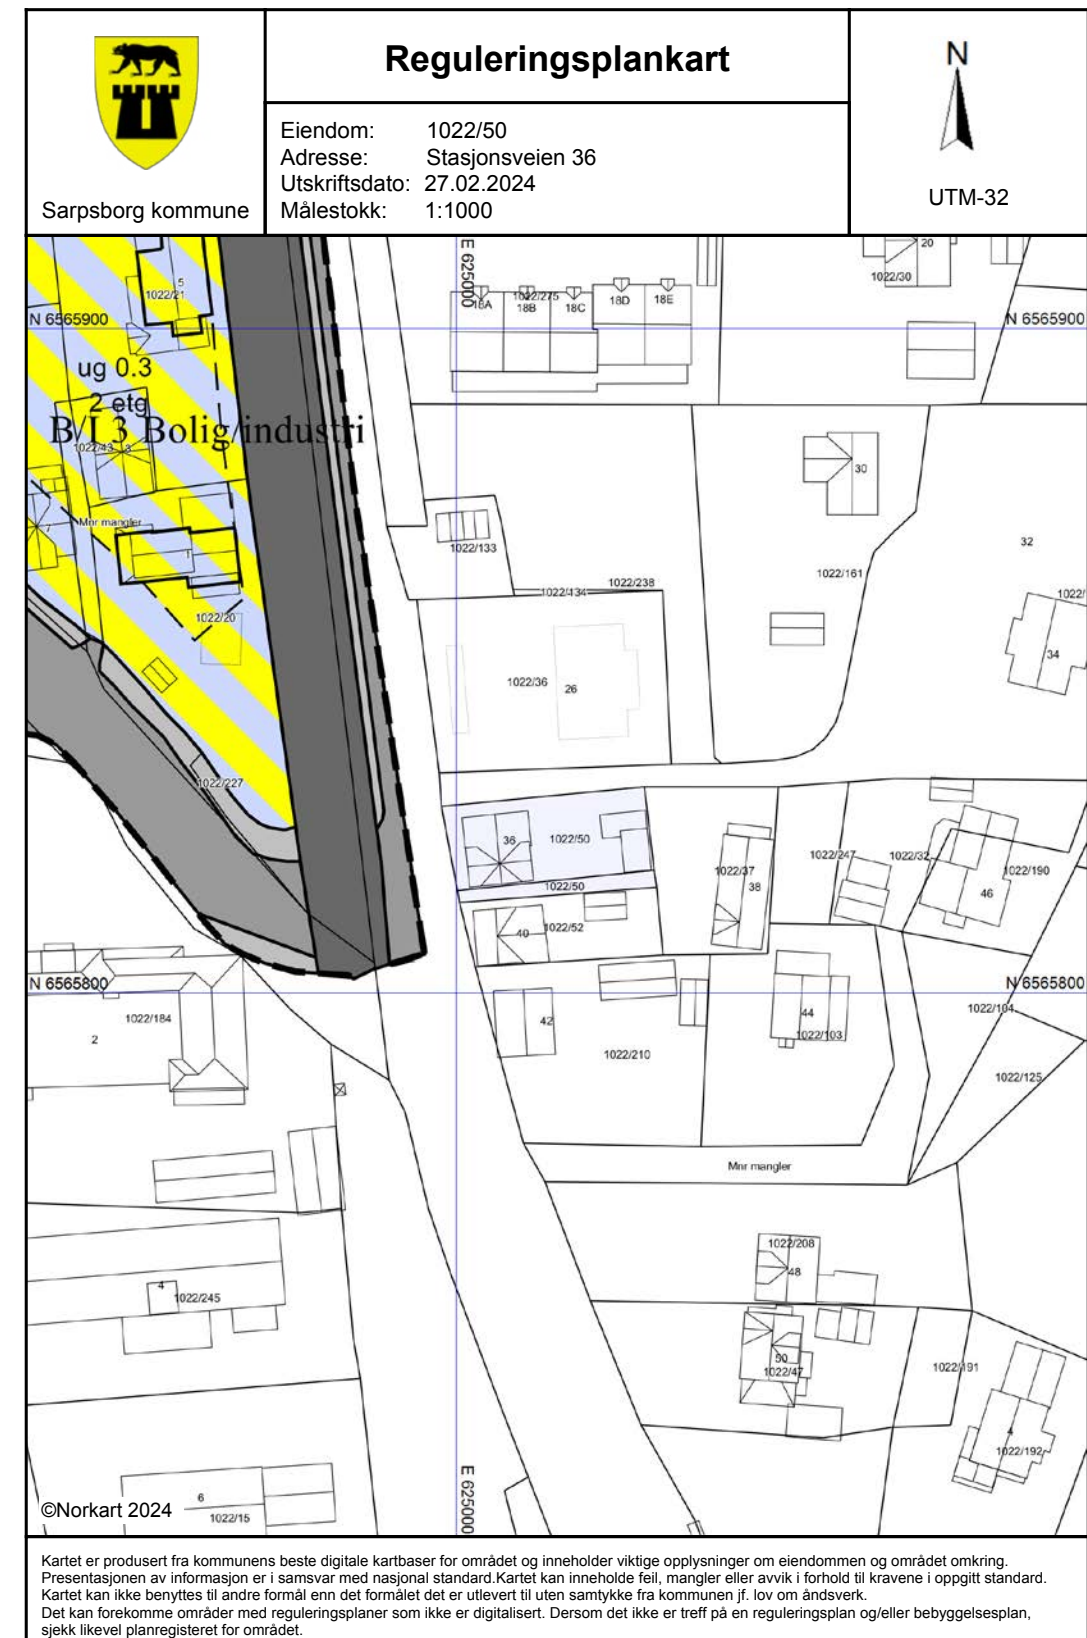 Reguleringsplankart
N
Eiendom: 1022/50
Adresse: Stasjonsveien 36
Utskriftsdato: 27.02.2024
Målestokk: 1:1000
Sarpsborg kommune
UTM-32
E 625000
20
1022/30
5
1022/21
18A
1022/275
18B
18C
18D
18E
N 6565900
N 6565900
ug 0.3
2 etg
B/I 3 Bolig/industri
1022/43
3
30
7
Mnr mangler
1022/133
32
1
1022/161
1022/238
1022/134
1022/
1022/20
34
1022/36
26
1022/227
36
1022/50
1022/247
1022/32
1022/190
1022/37
38
1022/50
46
40
1022/52
N 6565800
N 6565800
1022/104
1022/184
2
42
44
1022/103
1022/210
1022/125
Mnr mangler
1022/208
48
4
1022/245
50
1022/47
1022/191
4
1022/192
E 625000
6
©Norkart 2024
1022/15
Kartet er produsert fra kommunens beste digitale kartbaser for området og inneholder viktige opplysninger om eiendommen og området omkring.
Presentasjonen av informasjon er i samsvar med nasjonal standard.Kartet kan inneholde feil, mangler eller avvik i forhold til kravene i oppgitt standard.
Kartet kan ikke benyttes til andre formål enn det formålet det er utlevert til uten samtykke fra kommunen jf. lov om åndsverk.
Det kan forekomme områder med reguleringsplaner som ikke er digitalisert. Dersom det ikke er treff på en reguleringsplan og/eller bebyggelsesplan,
sjekk likevel planregisteret for området.